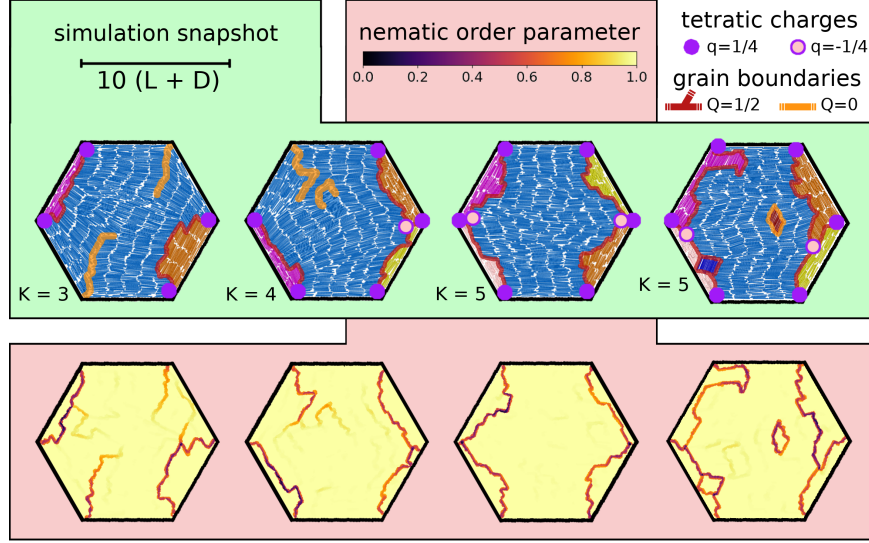 simulation snapshot
10 (L + D)
nematic order parameter
0.0 0.2 0.4 0.6 0.8 1.0
tetratic charges
q=1/4 q=-1/4
grain boundaries
Q=1/2 Q=0
K = 3
K = 4
K = 5
K = 5